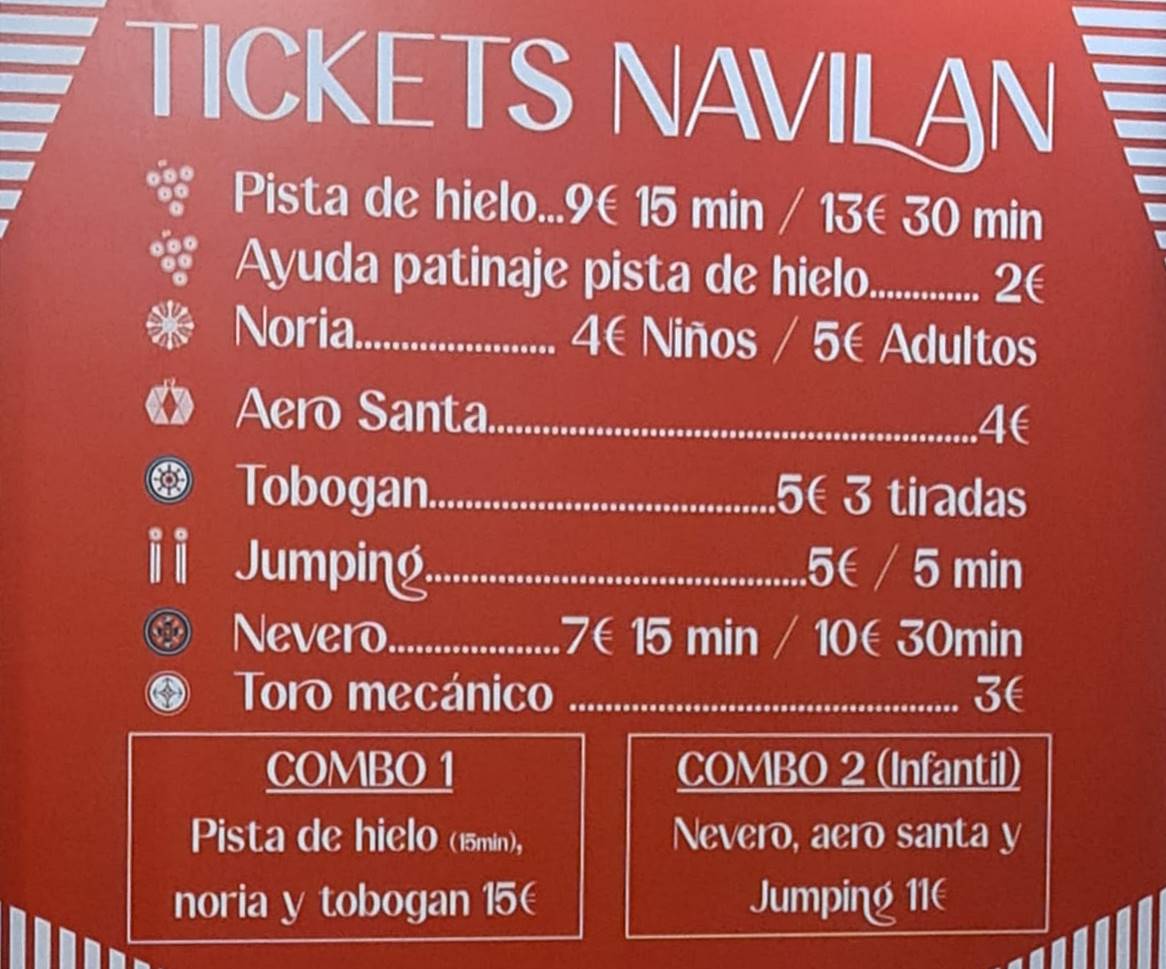 TICKETS NAVILAN
Pista de hielo...9€ 15 min / 13€ 30 min
Ayuda patinaje pista de hielo............. 2€
Noria..................... 4€ Niños / 5€ Adultos
Aero Santa....................................................4€
Tobogan.....................................5€ 3 tiradas
Jumping.........................................5€ / 5 min
Nevero..................7€ 15 min / 10€ 30min
Toro mecánico ......................................... 3€
COMBO 1
Pista de hielo (15min),
noria y tobogan 15€
COMBO 2 (Infantil)
Nevero, aero santa y
Jumping 11€